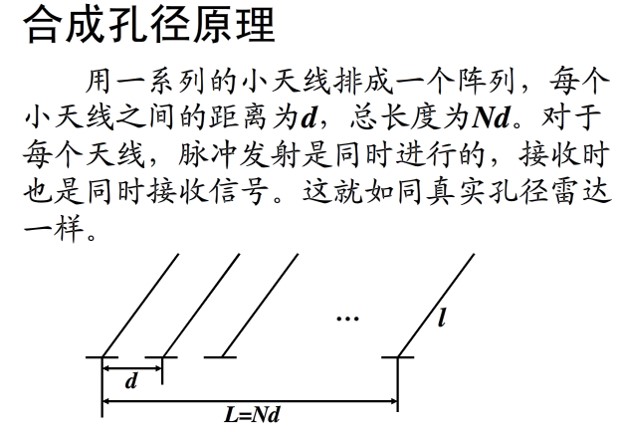 合成孔径原理
用一系列的小天线排成一个阵列，每个
小天线之间的距离为d，总长度为Nd。对于
每个天线，脉冲发射是同时进行的，接收时
也是同时接收信号。这就如同真实孔径雷达
一样。
...
l
d
L=Nd